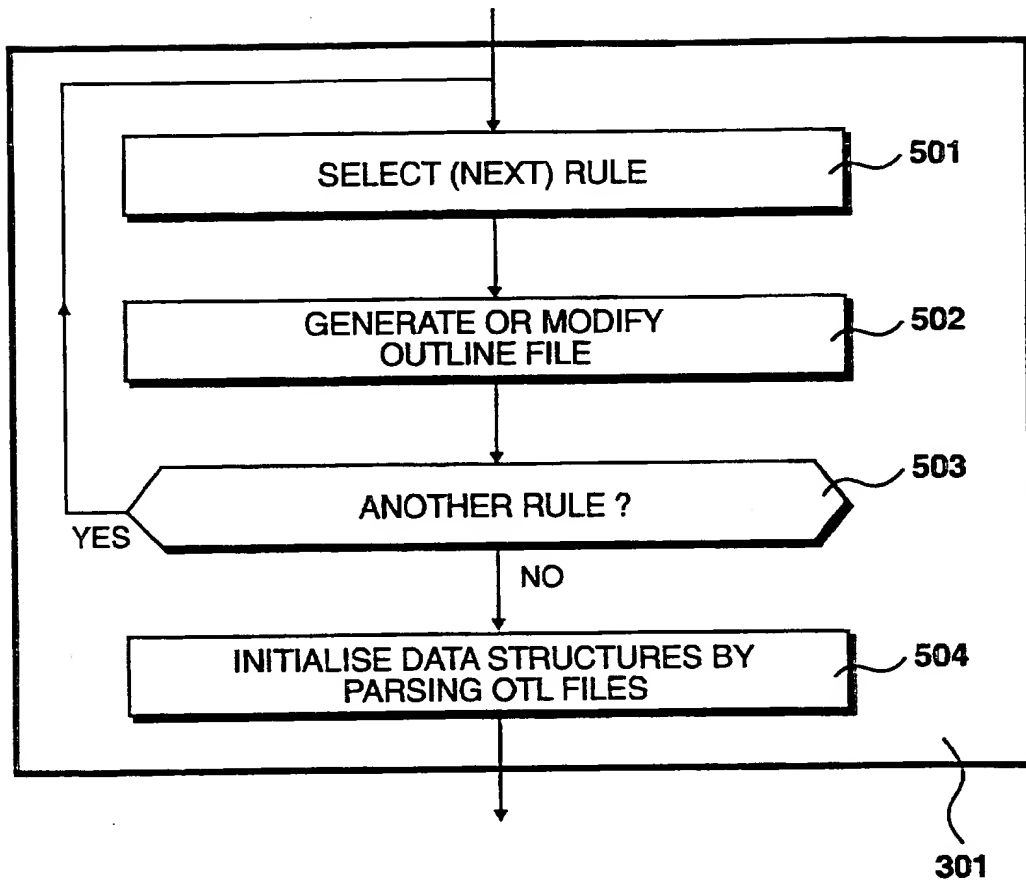 SELECT (NEXT) RULE
501
GENERATE OR MODIFY
OUTLINE FILE
502
ANOTHER RULE ?
503
YES
NO
INITIALISE DATA STRUCTURES BY
PARSING OTL FILES
504
301